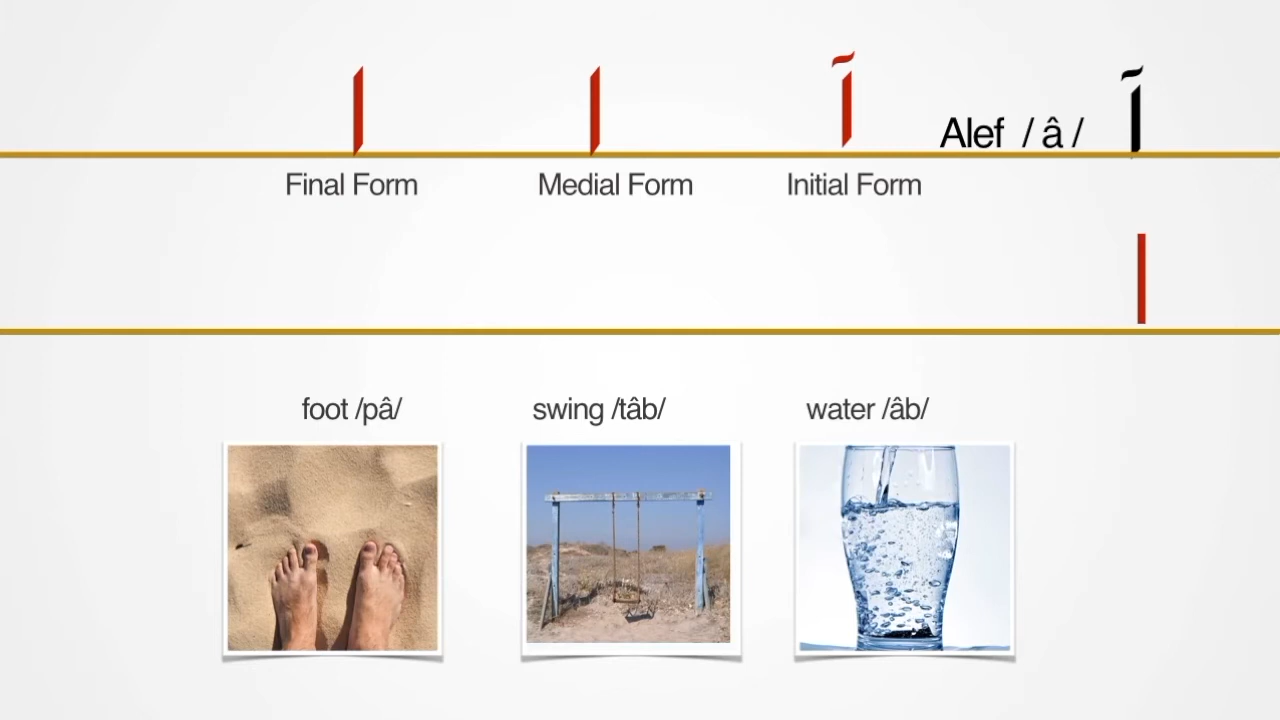 ا ا آ Alef / â / آ
Final Form Medial Form Initial Form
ا
foot /pâ/ swing /tâb/ water /âb/